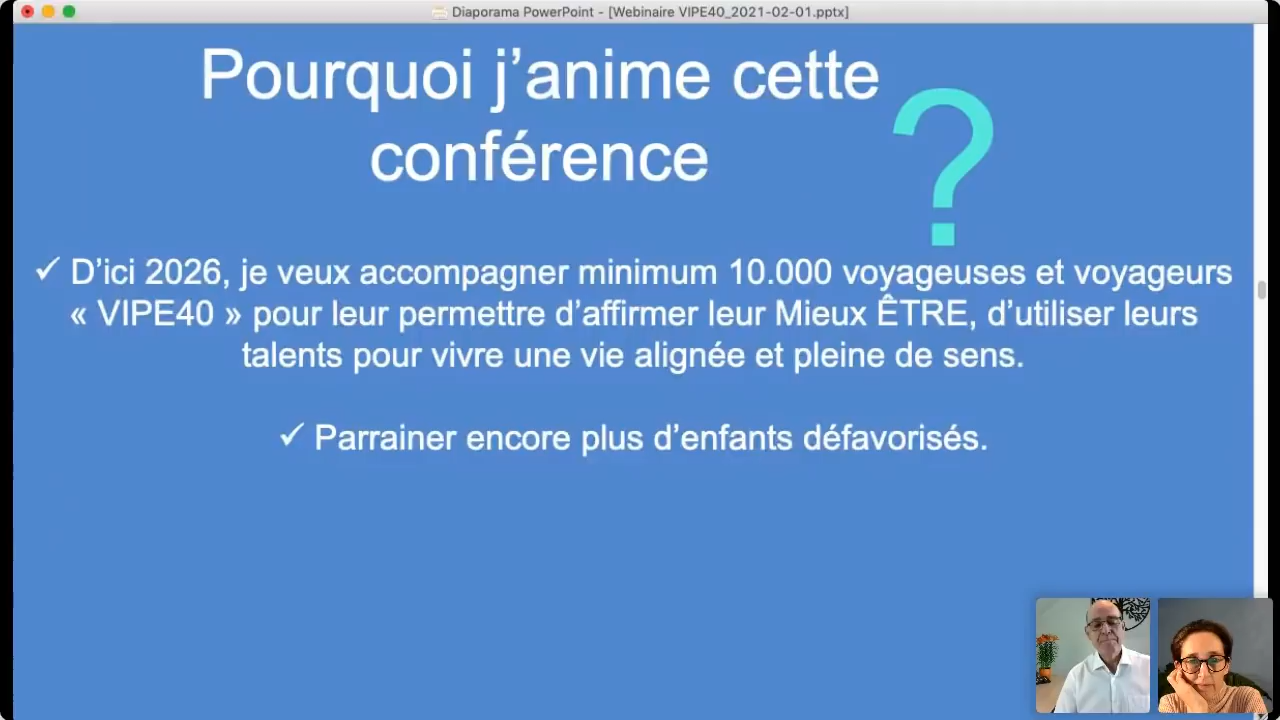 Diaporama PowerPoint - [Webinaire VIPE40_2021-02-01.pptx]
Pourquoi j’anime cette
conférence
?
✓ D’ici 2026, je veux accompagner minimum 10.000 voyageuses et voyageurs
« VIPE40 » pour leur permettre d’affirmer leur Mieux ÊTRE, d’utiliser leurs
talents pour vivre une vie alignée et pleine de sens.
✓ Parrainer encore plus d’enfants défavorisés.